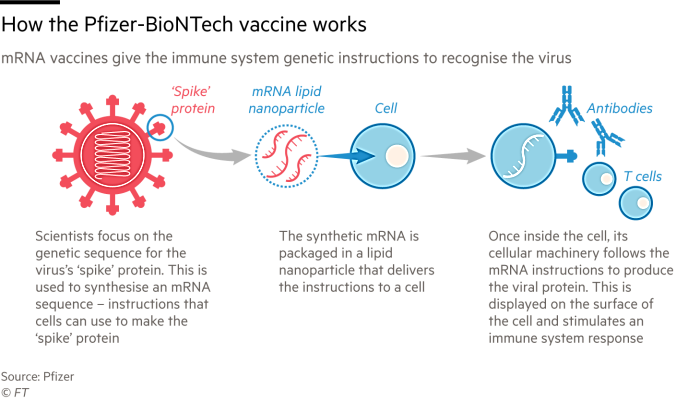 How the Pfizer-BioNTech vaccine works
mRNA vaccines give the immune system genetic instructions to recognise the virus
‘Spike’
protein
mRNA lipid
nanoparticle
Cell
Antibodies
T cells
Scientists focus on the
genetic sequence for the
virus’s ‘spike’ protein. This is
used to synthesise an mRNA
sequence – instructions that
cells can use to make the
‘spike’ protein
The synthetic mRNA is
packaged in a lipid
nanoparticle that delivers
the instructions to a cell
Once inside the cell, its
cellular machinery follows the
mRNA instructions to produce
the viral protein. This is
displayed on the surface of
the cell and stimulates an
immune system response
Source: Pfizer
© FT